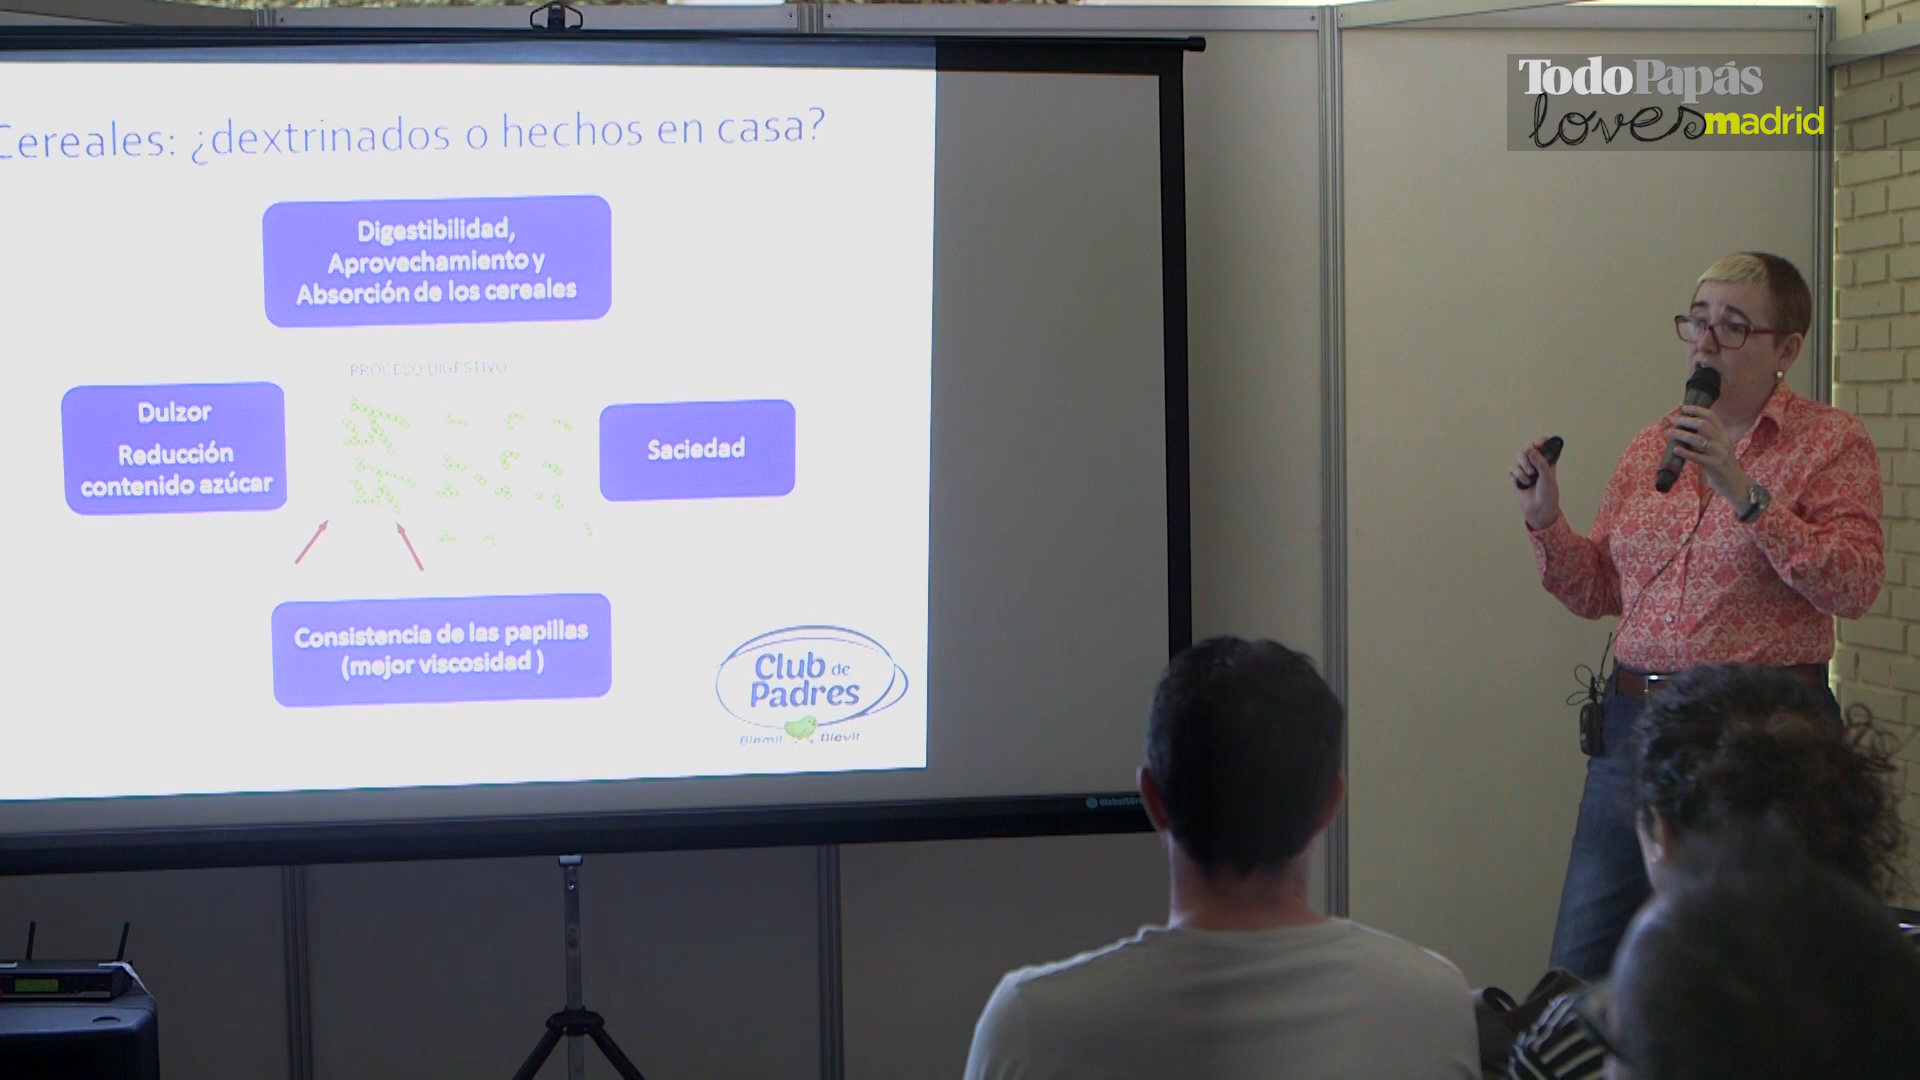 TodoPapás
loves madrid
Cereales: ¿dextrinados o hechos en casa?
Digestibilidad,
Aprovechamiento y
Absorción de los cereales
PROCESO DIGESTIVO
Dulzor
Reducción
contenido azúcar
Saciedad
Consistencia de las papillas
(mejor viscosidad )
Club de
Padres
Blemil Blevit